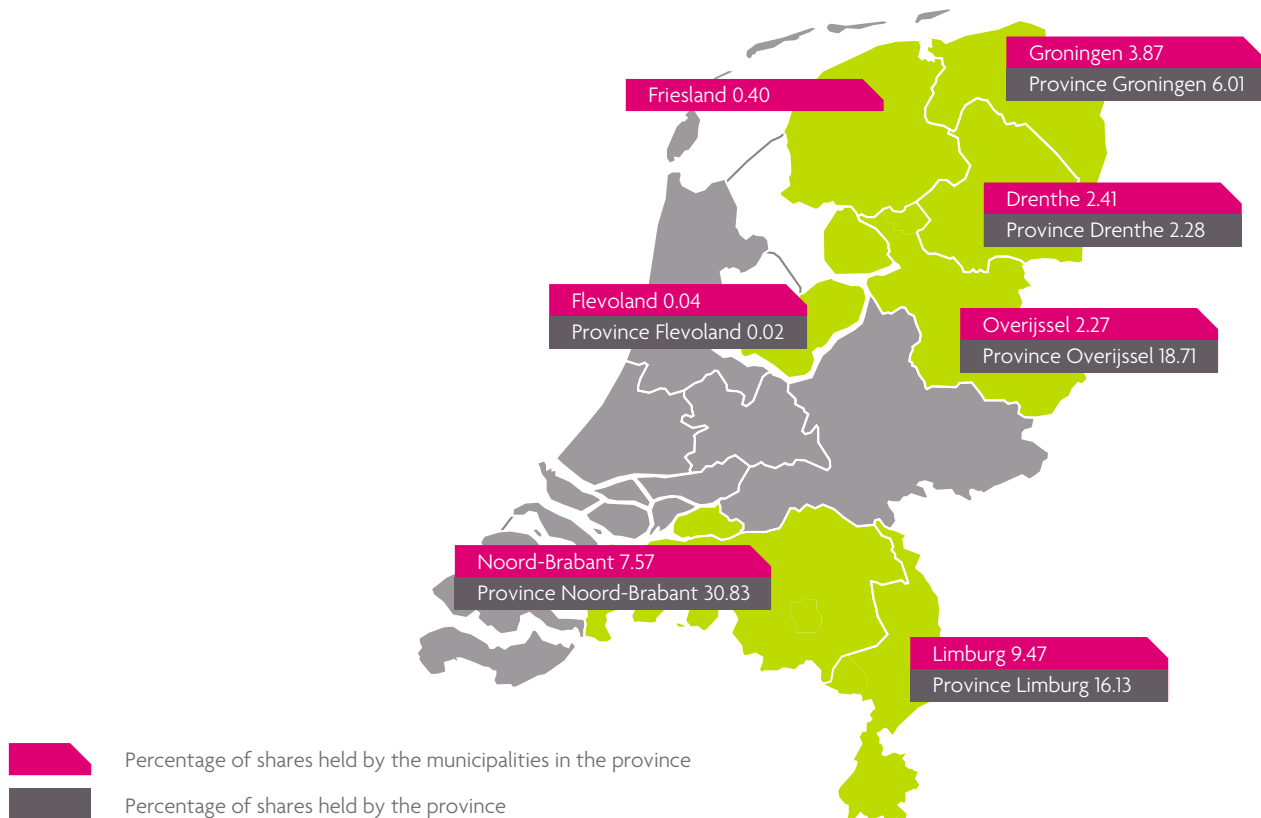 Groningen 3.87
Province Groningen 6.01
Friesland 0.40
Drenthe 2.41
Province Drenthe 2.28
Flevoland 0.04
Province Flevoland 0.02
Overijssel 2.27
Province Overijssel 18.71
Noord-Brabant 7.57
Province Noord-Brabant 30.83
Limburg 9.47
Province Limburg 16.13
Percentage of shares held by the municipalities in the province
Percentage of shares held by the province